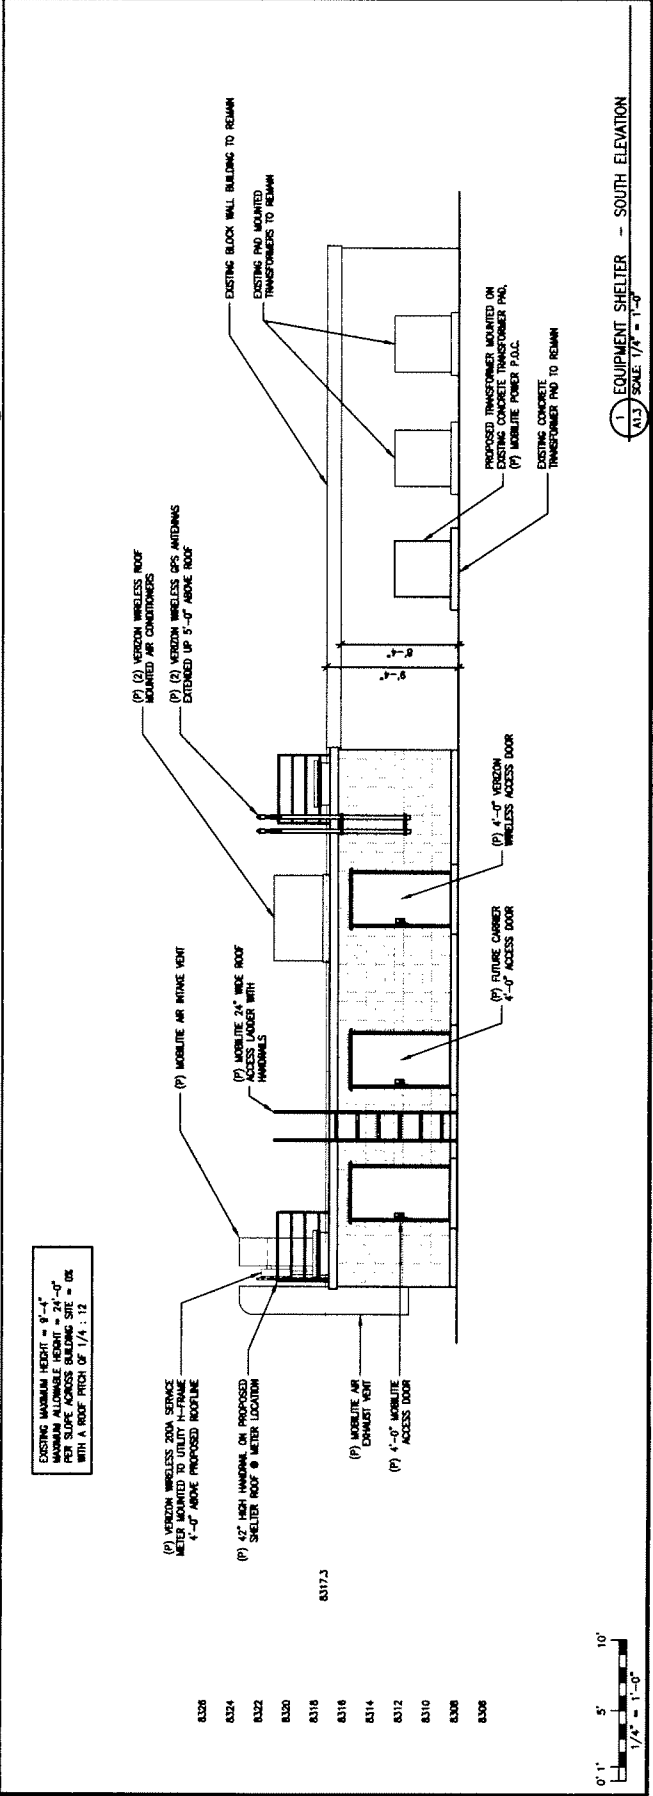 EXISTING MAXIMUM HEIGHT = 9'-4"
MAXIMUM ALLOWABLE HEIGHT = 24'-0"
PER SLOPE ACROSS BUILDING SITE = 0%
WITH A ROOF PITCH OF 1/4 : 12
(P) VERIZON WIRELESS 200A SERVICE
METER MOUNTED TO UTILITY H-FRAME
4'-0" ABOVE PROPOSED ROOFLINE
(P) 42" HIGH HANDRAIL ON PROPOSED
SHELTER ROOF @ METER LOCATION
(P) MOBILITE AIR INTAKE VENT
(P) MOBILITE 24" WIDE ROOF
ACCESS LADDER WITH
HANDRAILS
(P) (2) VERIZON WIRELESS ROOF
MOUNTED AIR CONDITIONERS
(P) (2) VERIZON WIRELESS GPS ANTENNAS
EXTENDED UP 5'-0" ABOVE ROOF
EXISTING BLOCK WALL BUILDING TO REMAIN
EXISTING PAD MOUNTED
TRANSFORMERS TO REMAIN
(P) MOBILITE AIR
EXHAUST VENT
(P) 4'-0" MOBILITE
ACCESS DOOR
(P) FUTURE CARRIER
4'-0" ACCESS DOOR
(P) 4'-0" VERIZON
WIRELESS ACCESS DOOR
9'-4"
8'-4"
PROPOSED TRANSFORMER MOUNTED ON
EXISTING CONCRETE TRANSFORMER PAD,
(P) MOBILITE POWER P.O.C.
EXISTING CONCRETE
TRANSFORMER PAD TO REMAIN
8317.3
8326
8324
8322
8320
8318
8316
8314
8312
8310
8308
8306
0' 1' 5' 10'
1/4" = 1'-0"
1
A1.3
EQUIPMENT SHELTER - SOUTH ELEVATION
SCALE: 1/4" = 1'-0"